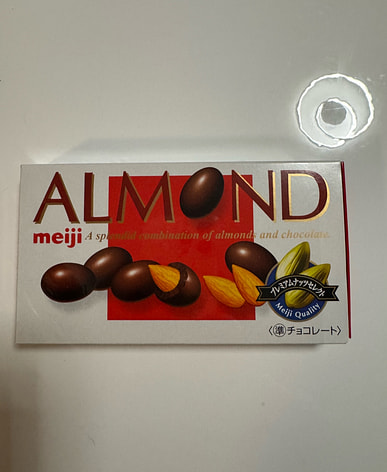 ALMOND
meiji A splendid combination of almonds and chocolate.
プレミアムナッツセレクト
Meiji Quality
〈準チョコレート〉